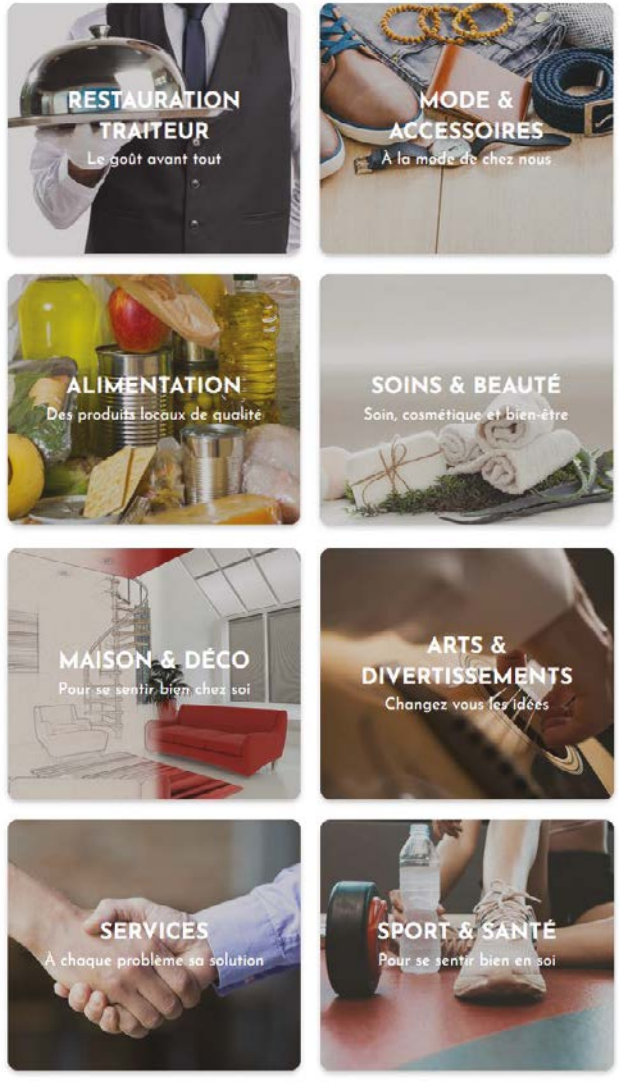 RESTAURATION
TRAITEUR
Le goût avant tout
MODE &
ACCESSOIRES
À la mode de chez nous
ALIMENTATION
Des produits locaux de qualité
SOINS & BEAUTÉ
Soin, cosmétique et bien-être
MAISON & DÉCO
Pour se sentir bien chez soi
ARTS &
DIVERTISSEMENTS
Changez vous les idées
SERVICES
À chaque problème sa solution
SPORT & SANTÉ
Pour se sentir bien en soi